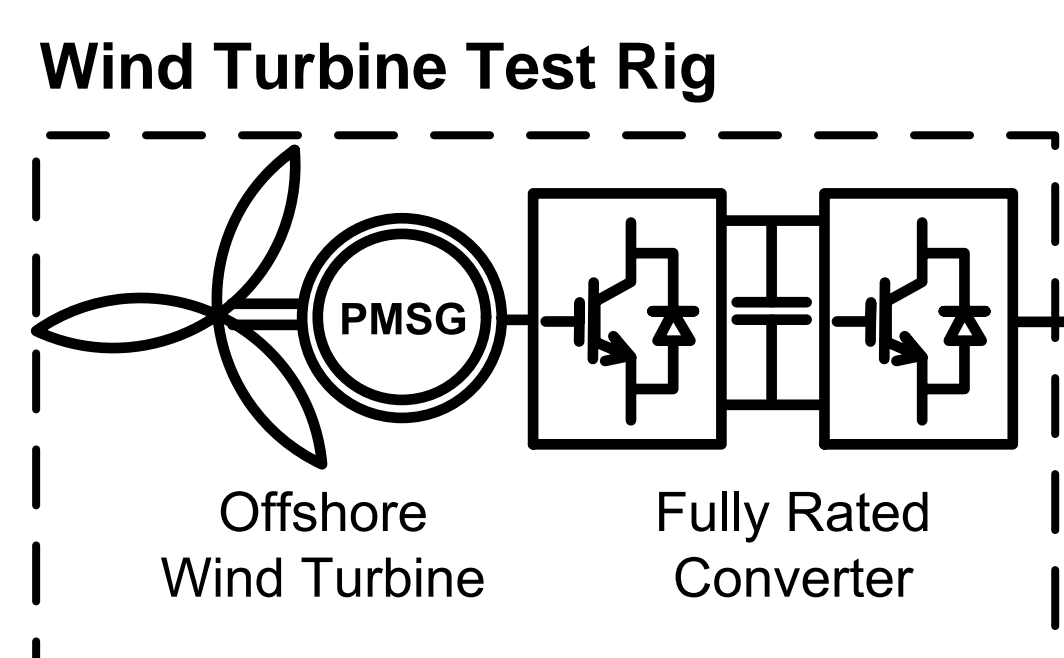 Wind Turbine Test Rig
PMSG
Offshore
Wind Turbine
Fully Rated
Converter